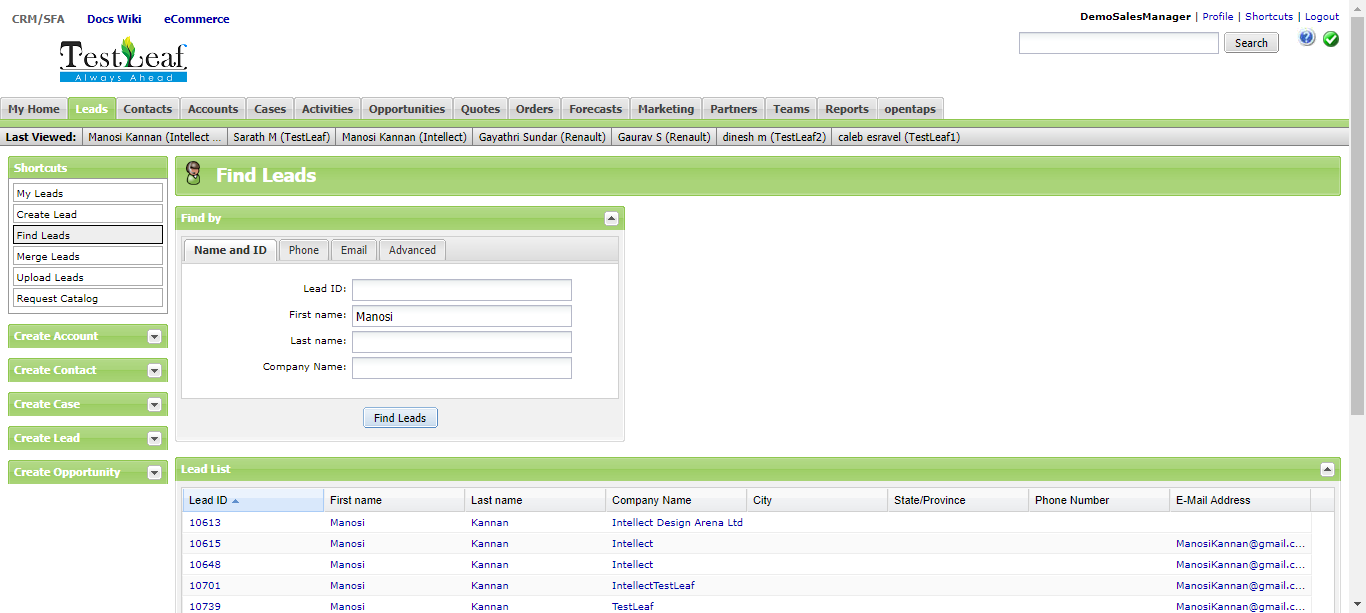 CRM/SFA Docs Wiki eCommerce
DemoSalesManager | Profile | Shortcuts | Logout
Search
TestLeaf
Always Ahead
My Home Leads Contacts Accounts Cases Activities Opportunities Quotes Orders Forecasts Marketing Partners Teams Reports opentaps
Last Viewed: Manosi Kannan (Intellect ... Sarath M (TestLeaf) Manosi Kannan (Intellect) Gayathri Sundar (Renault) Gaurav S (Renault) dinesh m (TestLeaf2) caleb esravel (TestLeaf1)
Shortcuts
My Leads
Create Lead
Find Leads
Merge Leads
Upload Leads
Request Catalog
Create Account
Create Contact
Create Case
Create Lead
Create Opportunity
Find Leads
Find by
Name and ID Phone Email Advanced
Lead ID:
First name: Manosi
Last name:
Company Name:
Find Leads
Lead List
Lead ID First name Last name Company Name City State/Province Phone Number E-Mail Address
10613 Manosi Kannan Intellect Design Arena Ltd
10615 Manosi Kannan Intellect ManosiKannan@gmail.c...
10648 Manosi Kannan Intellect ManosiKannan@gmail.c...
10701 Manosi Kannan IntellectTestLeaf ManosiKannan@gmail.c...
10739 Manosi Kannan TestLeaf ManosiKannan@gmail.c...